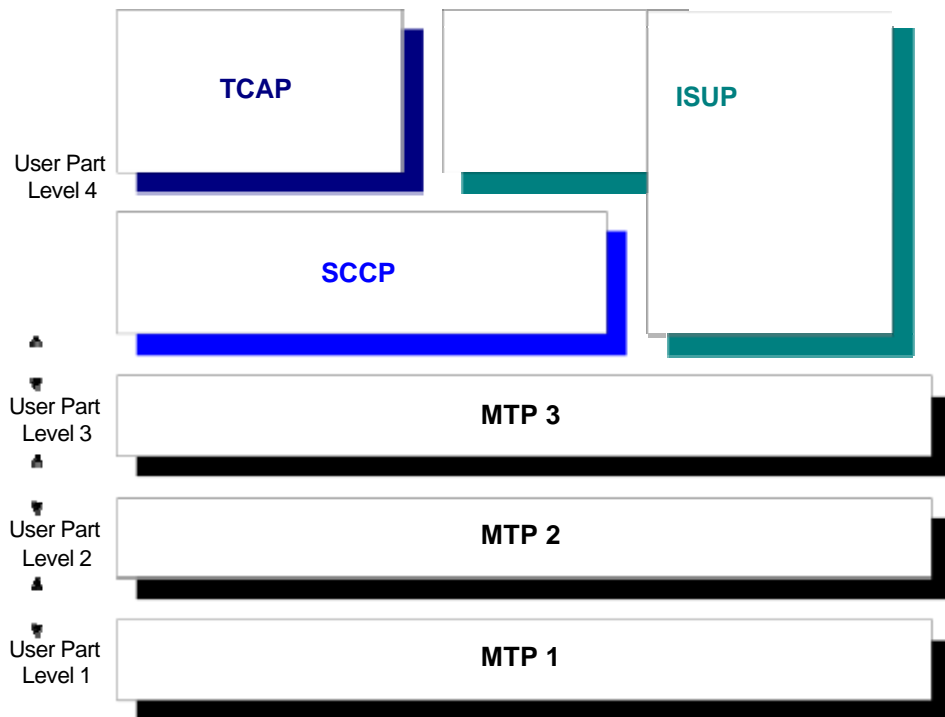 TCAP
ISUP
User Part
Level 4
SCCP
User Part
Level 3
MTP 3
User Part
Level 2
MTP 2
User Part
Level 1
MTP 1